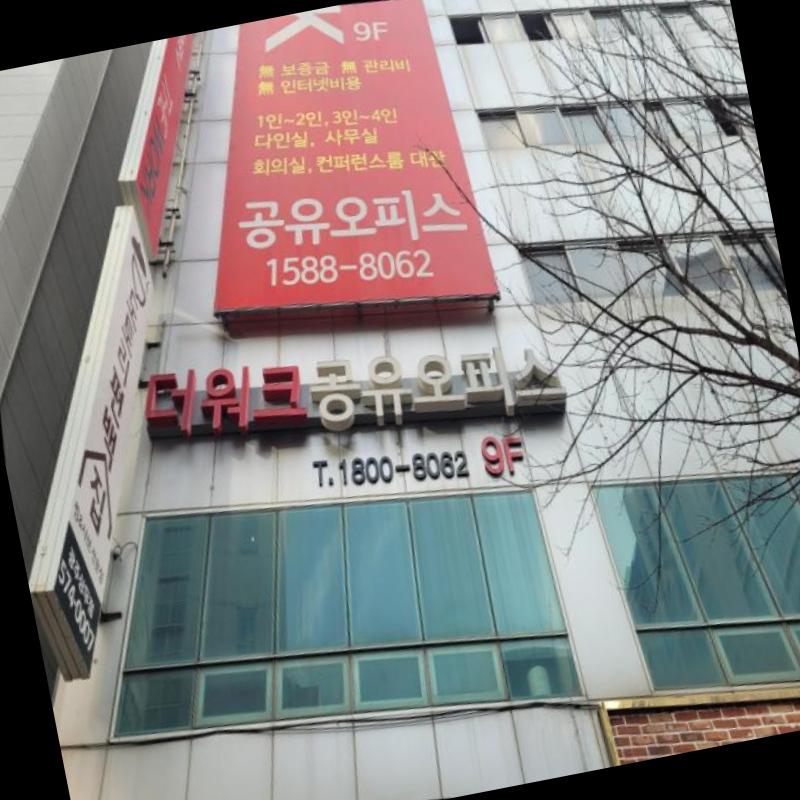 9F
無 보증금 無 관리비
無 인터넷비용
1인~2인, 3인~4인
다인실, 사무실
회의실, 컨퍼런스룸 대관
공유오피스
1588-8062
더워크공유오피스
T.1800-8062 9F
574-0007